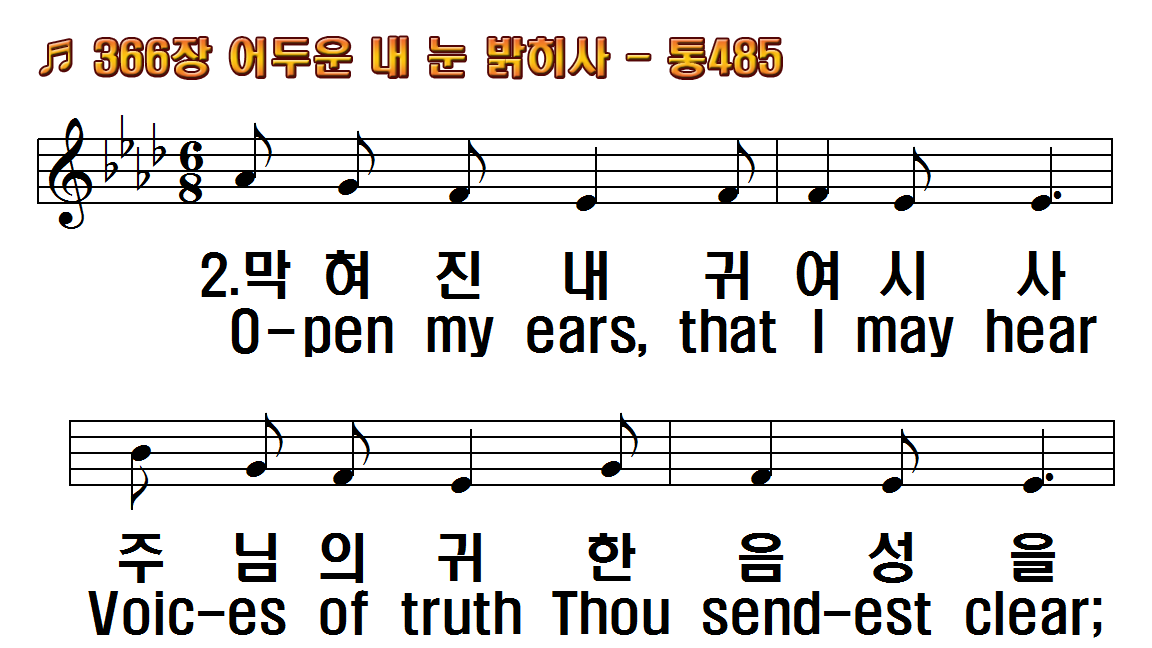 ♬ 366장 어두운 내 눈 밝히사 - 통485
6
8
2.막 혀 진 내 귀 여 시 사
O-pen my ears, that I may hear
주 님 의 귀 한 음 성 을
Voic-es of truth Thou send-est clear;